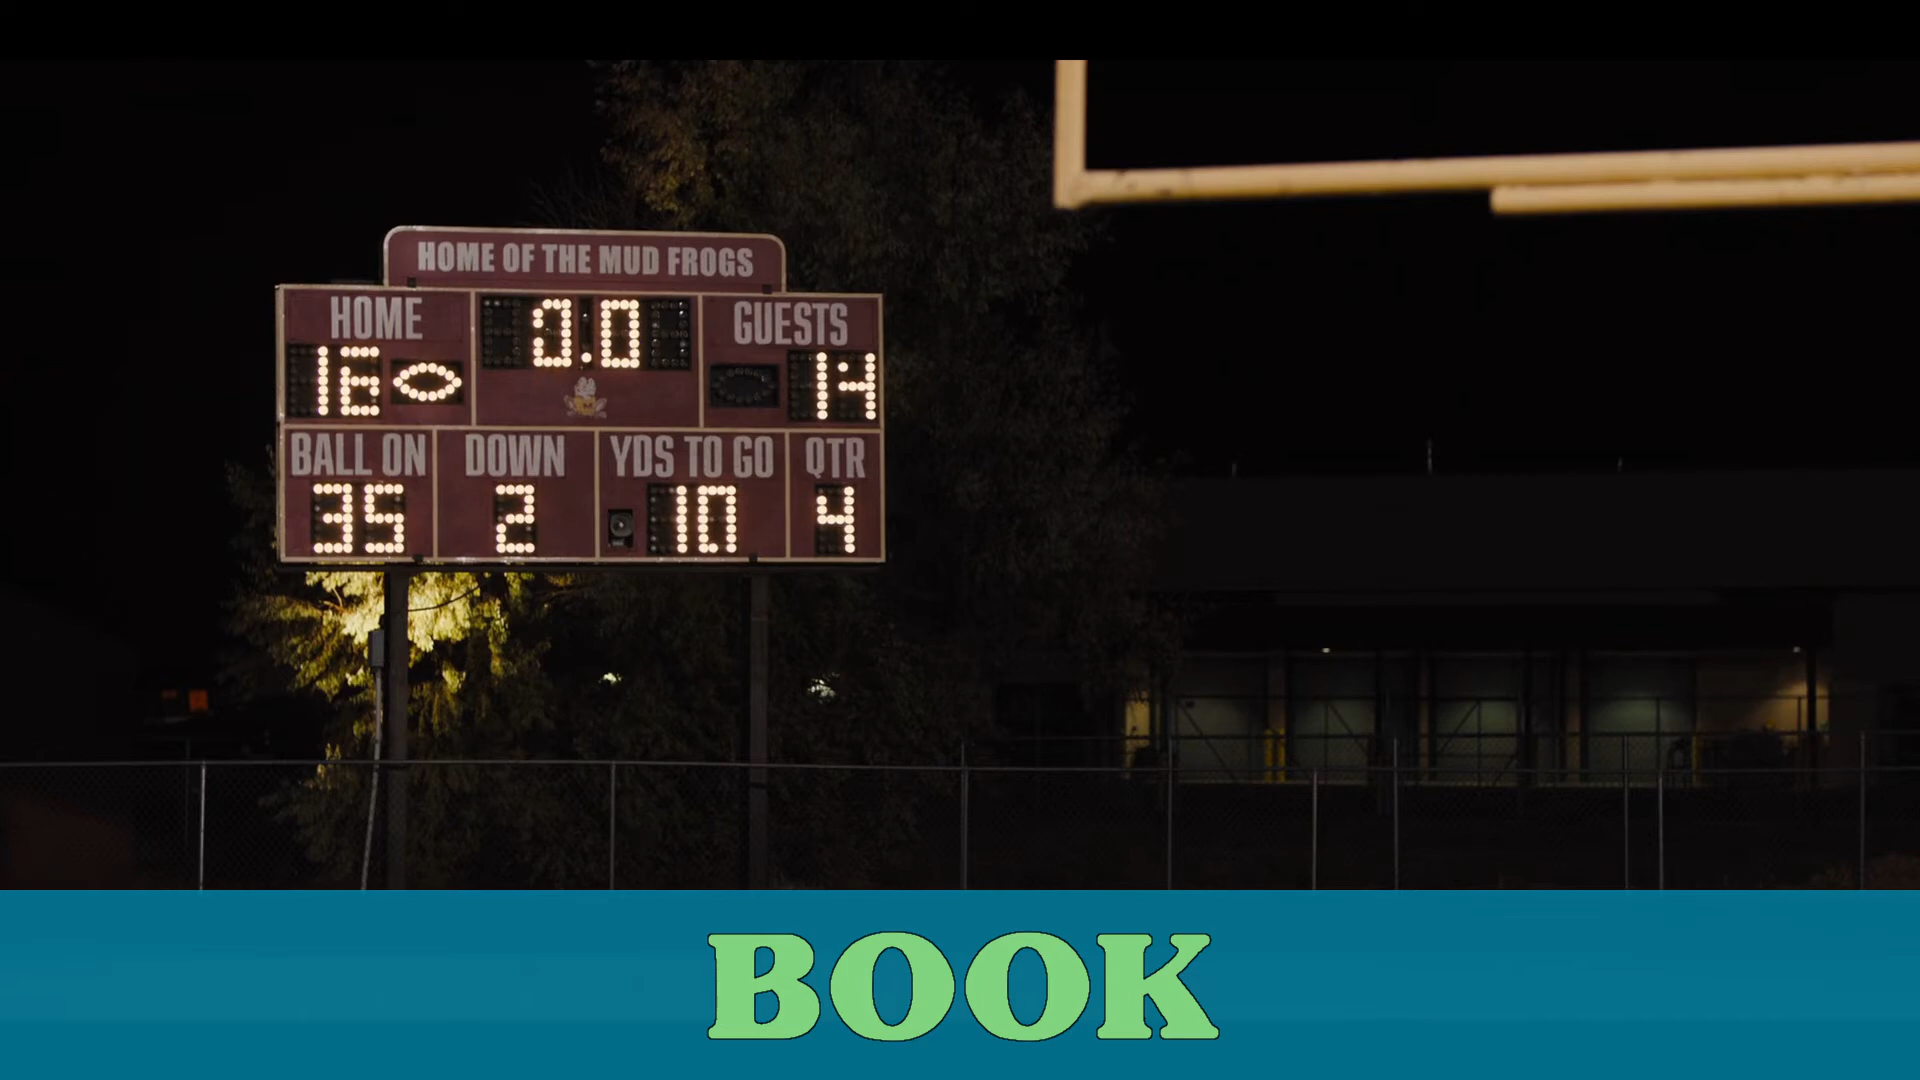 HOME OF THE MUD FROGS
HOME 0.0 GUESTS
16 14
BALL ON DOWN YDS TO GO QTR
35 2 10 4
BOOK